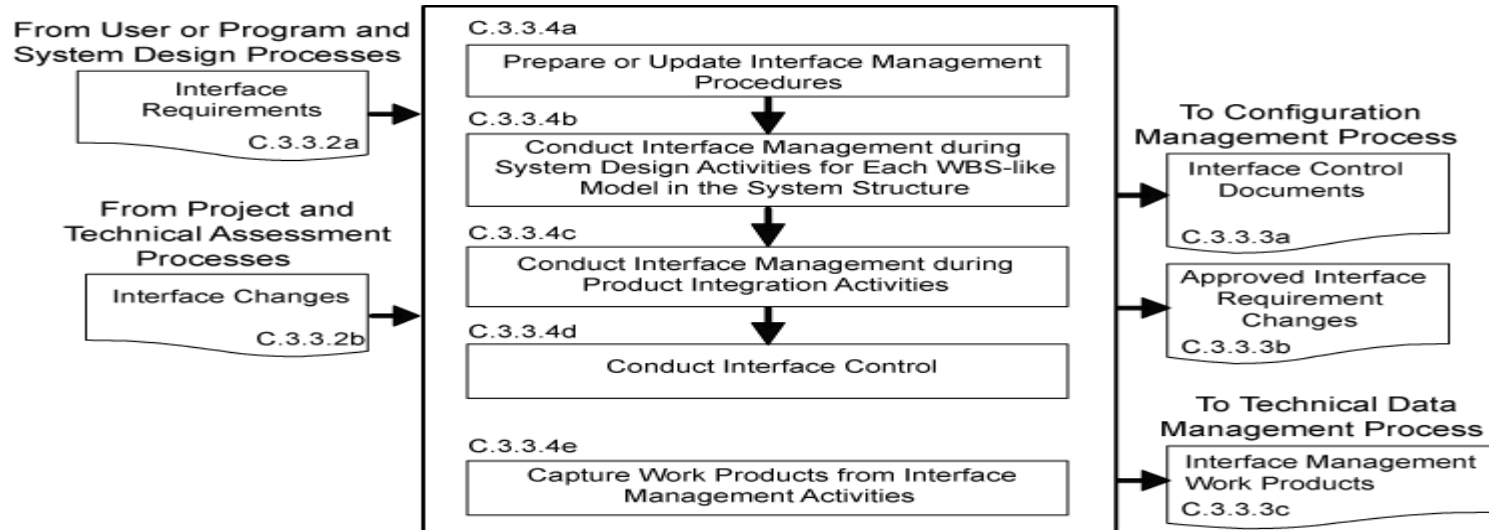 From User or Program and
System Design Processes
Interface
Requirements
C.3.3.2a
From Project and
Technical Assessment
Processes
Interface Changes
C.3.3.2b
C.3.3.4a
Prepare or Update Interface Management
Procedures
C.3.3.4b
Conduct Interface Management during
System Design Activities for Each WBS-like
Model in the System Structure
C.3.3.4c
Conduct Interface Management during
Product Integration Activities
C.3.3.4d
Conduct Interface Control
C.3.3.4e
Capture Work Products from Interface
Management Activities
To Configuration
Management Process
Interface Control
Documents
C.3.3.3a
Approved Interface
Requirement
Changes
C.3.3.3b
To Technical Data
Management Process
Interface Management
Work Products
C.3.3.3c